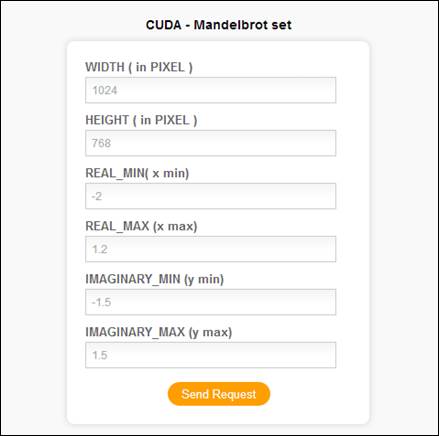 CUDA - Mandelbrot set
WIDTH ( in PIXEL )
1024
HEIGHT ( in PIXEL )
768
REAL_MIN( x min)
-2
REAL_MAX (x max)
1.2
IMAGINARY_MIN (y min)
-1.5
IMAGINARY_MAX (y max)
1.5
Send Request